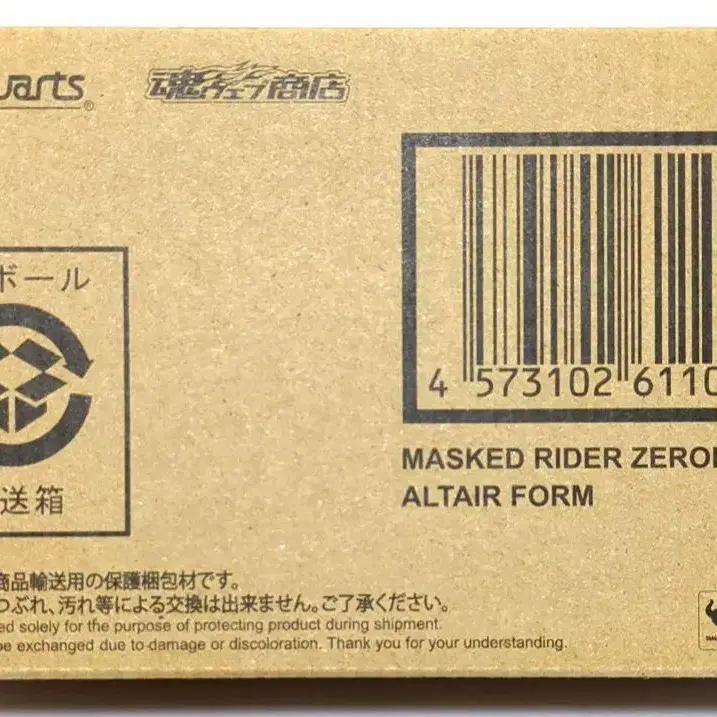 uarts®
魂ウェブ商店
ボール
送箱
4 573102 6110
MASKED RIDER ZERO
ALTAIR FORM
商品輸送用の保護梱包材です。
つぶれ、汚れ等による交換は出来ません。ご了承ください。
ed solely for the purpose of protecting product during shipment.
be exchanged due to damage or discoloration. Thank you for your understanding.